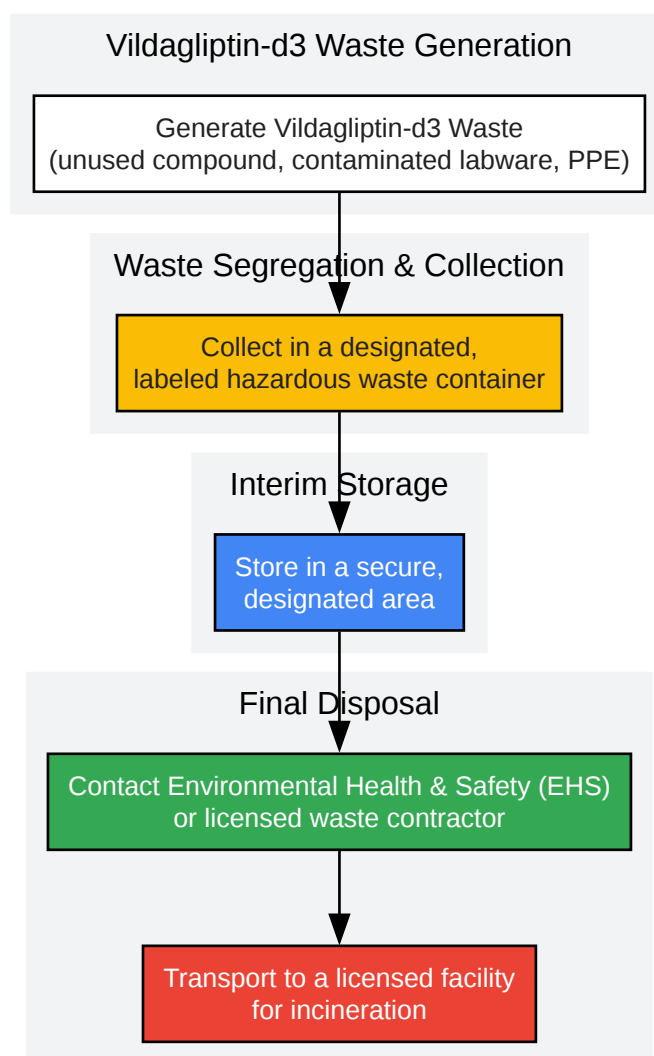 Vildagliptin-d3 Waste Generation
Generate Vildagliptin-d3 Waste
(unused compound, contaminated labware, PPE)
Waste Segregation & Collection
Collect in a designated,
labeled hazardous waste container
Interim Storage
Store in a secure,
designated area
Final Disposal
Contact Environmental Health & Safety (EHS)
or licensed waste contractor
Transport to a licensed facility
for incineration